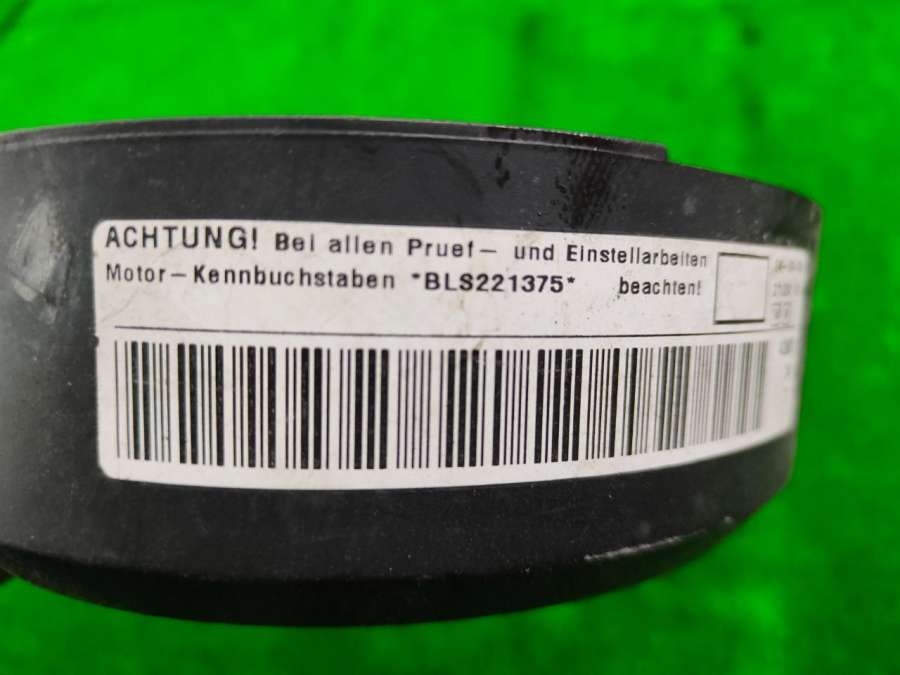 ACHTUNG! Bei allen Pruef- und Einstellarbeiten
Motor-Kennbuchstaben *BLS221375* beachten!